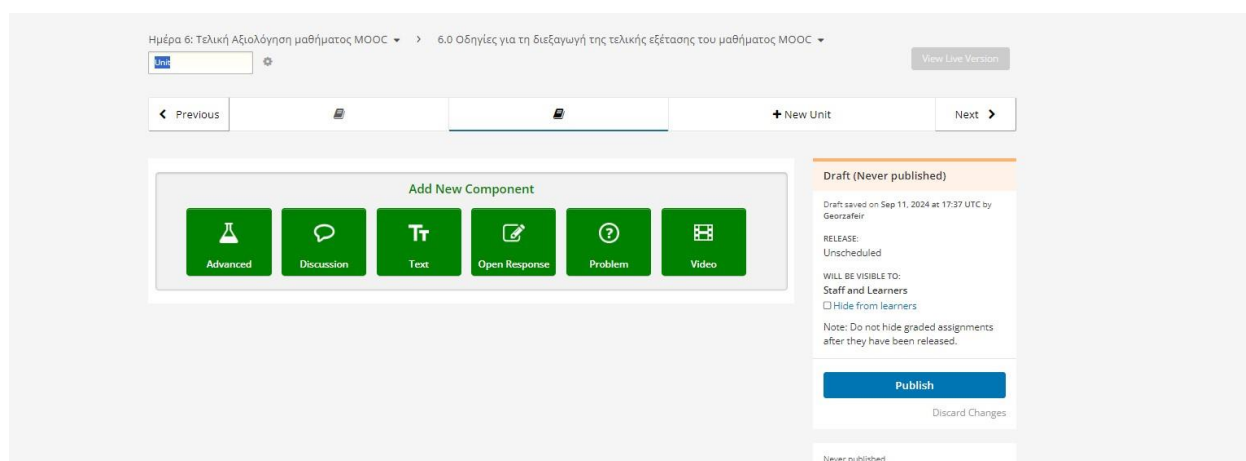 Ημέρα 6: Τελική Αξιολόγηση μαθήματος MOOC > 6.0 Οδηγίες για τη διεξαγωγή της τελικής εξέτασης του μαθήματος MOOC
Unit
View Live Version
Previous
+ New Unit
Next
Add New Component
Advanced
Discussion
Text
Open Response
Problem
Video
Draft (Never published)
Draft saved on Sep 11, 2024 at 17:37 UTC by
Georzafeir
RELEASE:
Unscheduled
WILL BE VISIBLE TO:
Staff and Learners
Hide from learners
Note: Do not hide graded assignments
after they have been released.
Publish
Discard Changes
Never published